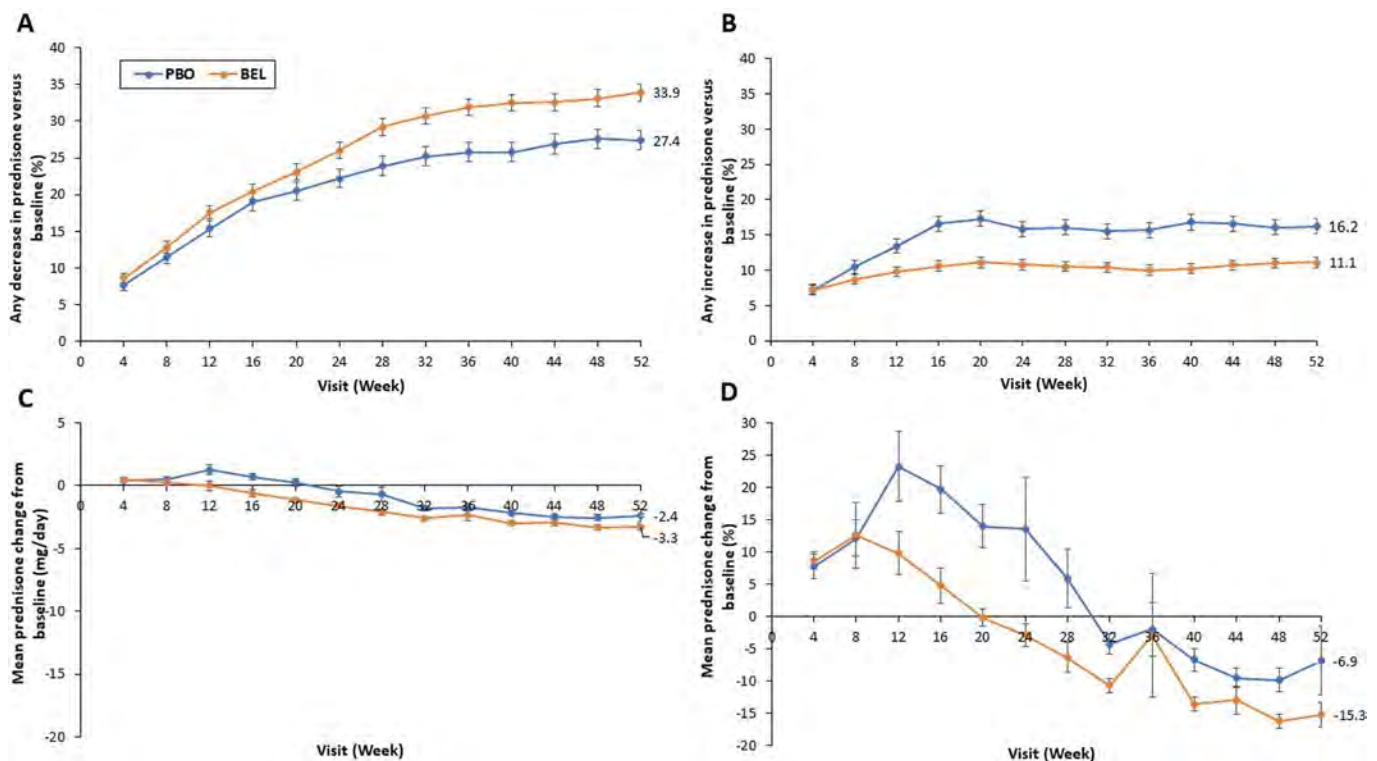 A
Any decrease in prednisone versus
baseline (%)
40
35
30
25
20
15
10
5
0
PBO BEL
33.9
27.4
0 4 8 12 16 20 24 28 32 36 40 44 48 52
Visit (Week)
B
Any increase in prednisone versus
baseline (%)
40
35
30
25
20
15
10
5
0
16.2
11.1
0 4 8 12 16 20 24 28 32 36 40 44 48 52
Visit (Week)
C
Mean prednisone change from
baseline (mg/day)
5
0
-5
-10
-15
-20
0 4 8 12 16 20 24 28 32 36 40 44 48 52
-2.4
-3.3
Visit (Week)
D
Mean prednisone change from
baseline (%)
30
25
20
15
10
5
0
-5
-10
-15
-20
0 4 8 12 16 20 24 28 32 36 40 44 48 52
-6.9
-15.3
Visit (Week)